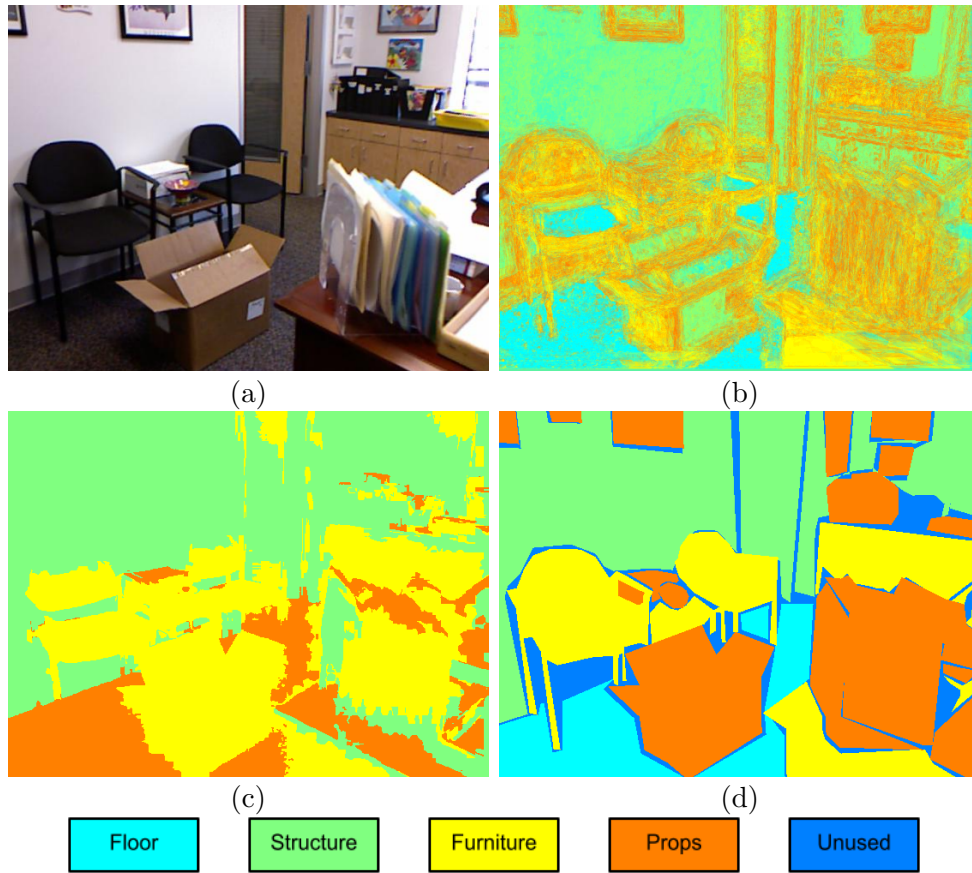 (a)
(b)
(c)
(d)
Floor
Structure
Furniture
Props
Unused